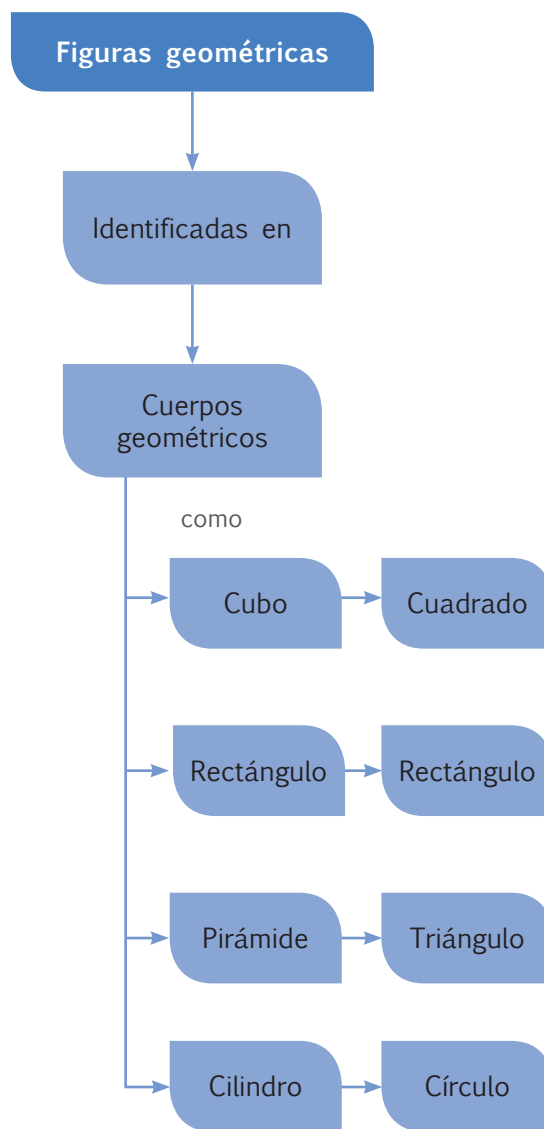 Figuras geométricas
Identificadas en
Cuerpos
geométricos
como
Cubo
Cuadrado
Rectángulo
Rectángulo
Pirámide
Triángulo
Cilindro
Círculo